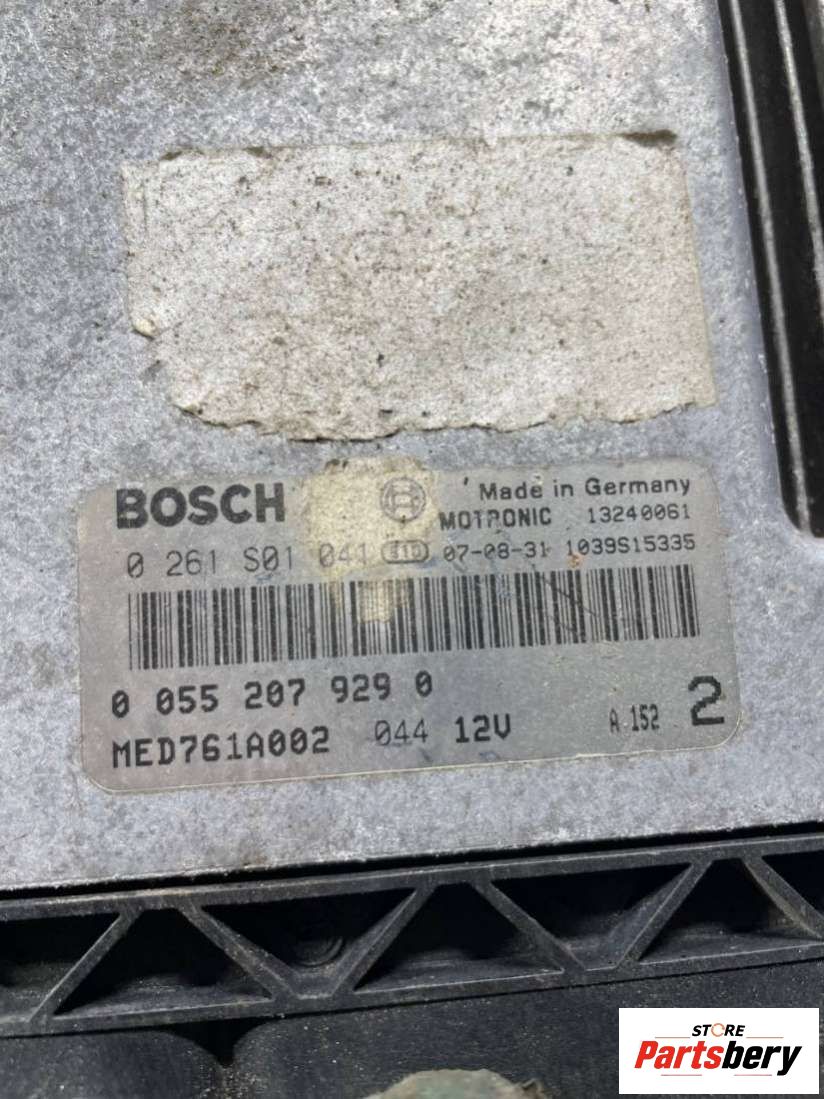 BOSCH
Made in Germany
MOTRONIC 13240061
0 261 S01 041 07-08-31 1039S15335
0 055 207 929 0
MED761A002 044 12V A 152 2
STORE
Partsbery